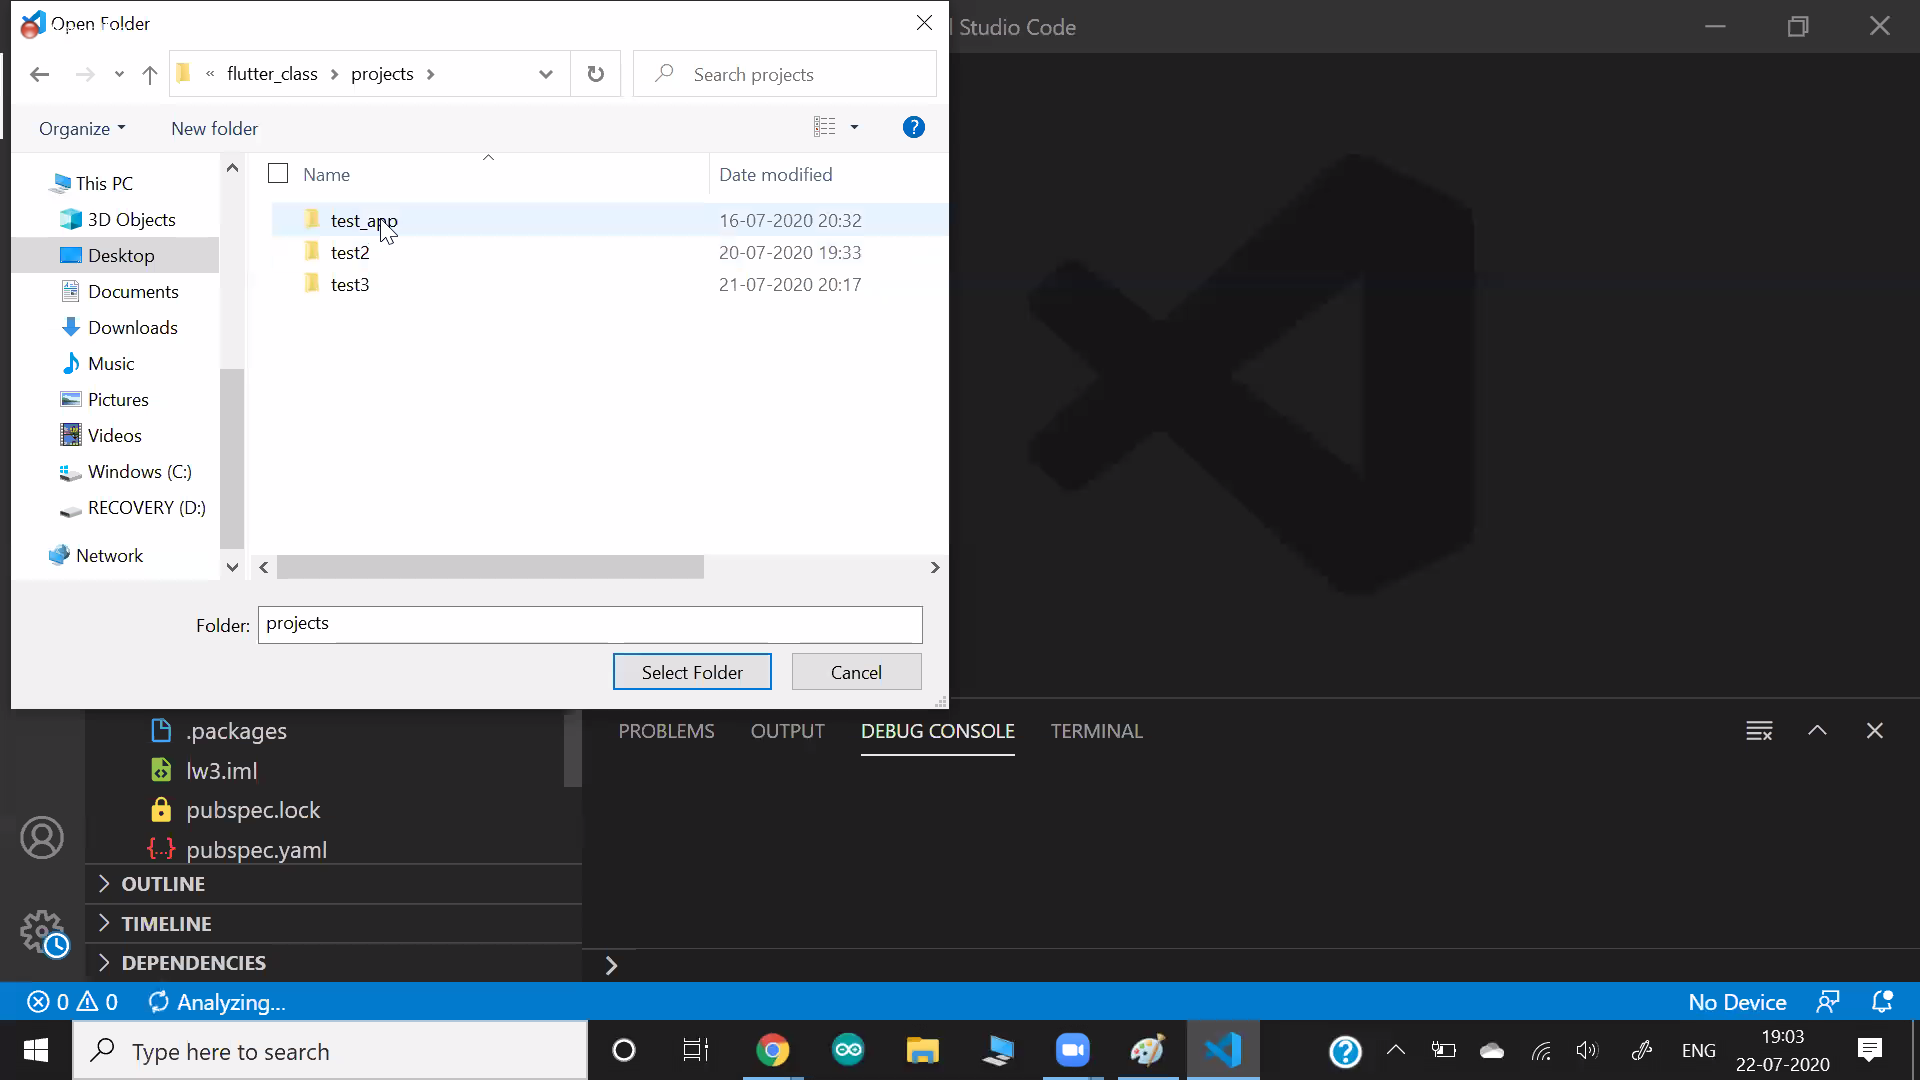 Open Folder
l Studio Code
« flutter_class > projects >
Search projects
Organize
New folder
This PC
3D Objects
Desktop
Documents
Downloads
Music
Pictures
Videos
Windows (C:)
RECOVERY (D:)
Network
Name
Date modified
test_app
16-07-2020 20:32
test2
20-07-2020 19:33
test3
21-07-2020 20:17
Folder: projects
Select Folder
Cancel
.packages
lw3.iml
pubspec.lock
pubspec.yaml
OUTLINE
TIMELINE
DEPENDENCIES
PROBLEMS
OUTPUT
DEBUG CONSOLE
TERMINAL
0
0
Analyzing...
No Device
Type here to search
ENG
19:03
22-07-2020